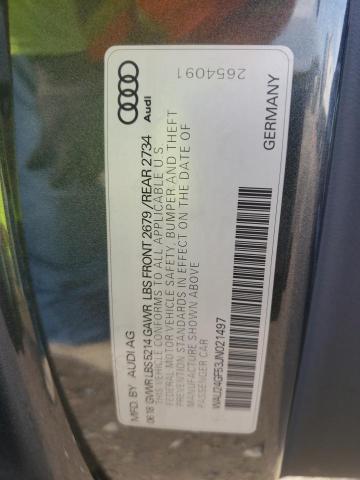 Audi
2654091
MFD. BY AUDI AG
06.18 GVWR LBS 5214 GAWR LBS FRONT 2679 / REAR 2734
THIS VEHICLE CONFORMS TO ALL APPLICABLE U.S.
FEDERAL MOTOR VEHICLE SAFETY, BUMPER AND THEFT
PREVENTION STANDARDS IN EFFECT ON THE DATE OF
MANUFACTURE SHOWN ABOVE
PASSENGER CAR
WAU24GF53JN021497
GERMANY